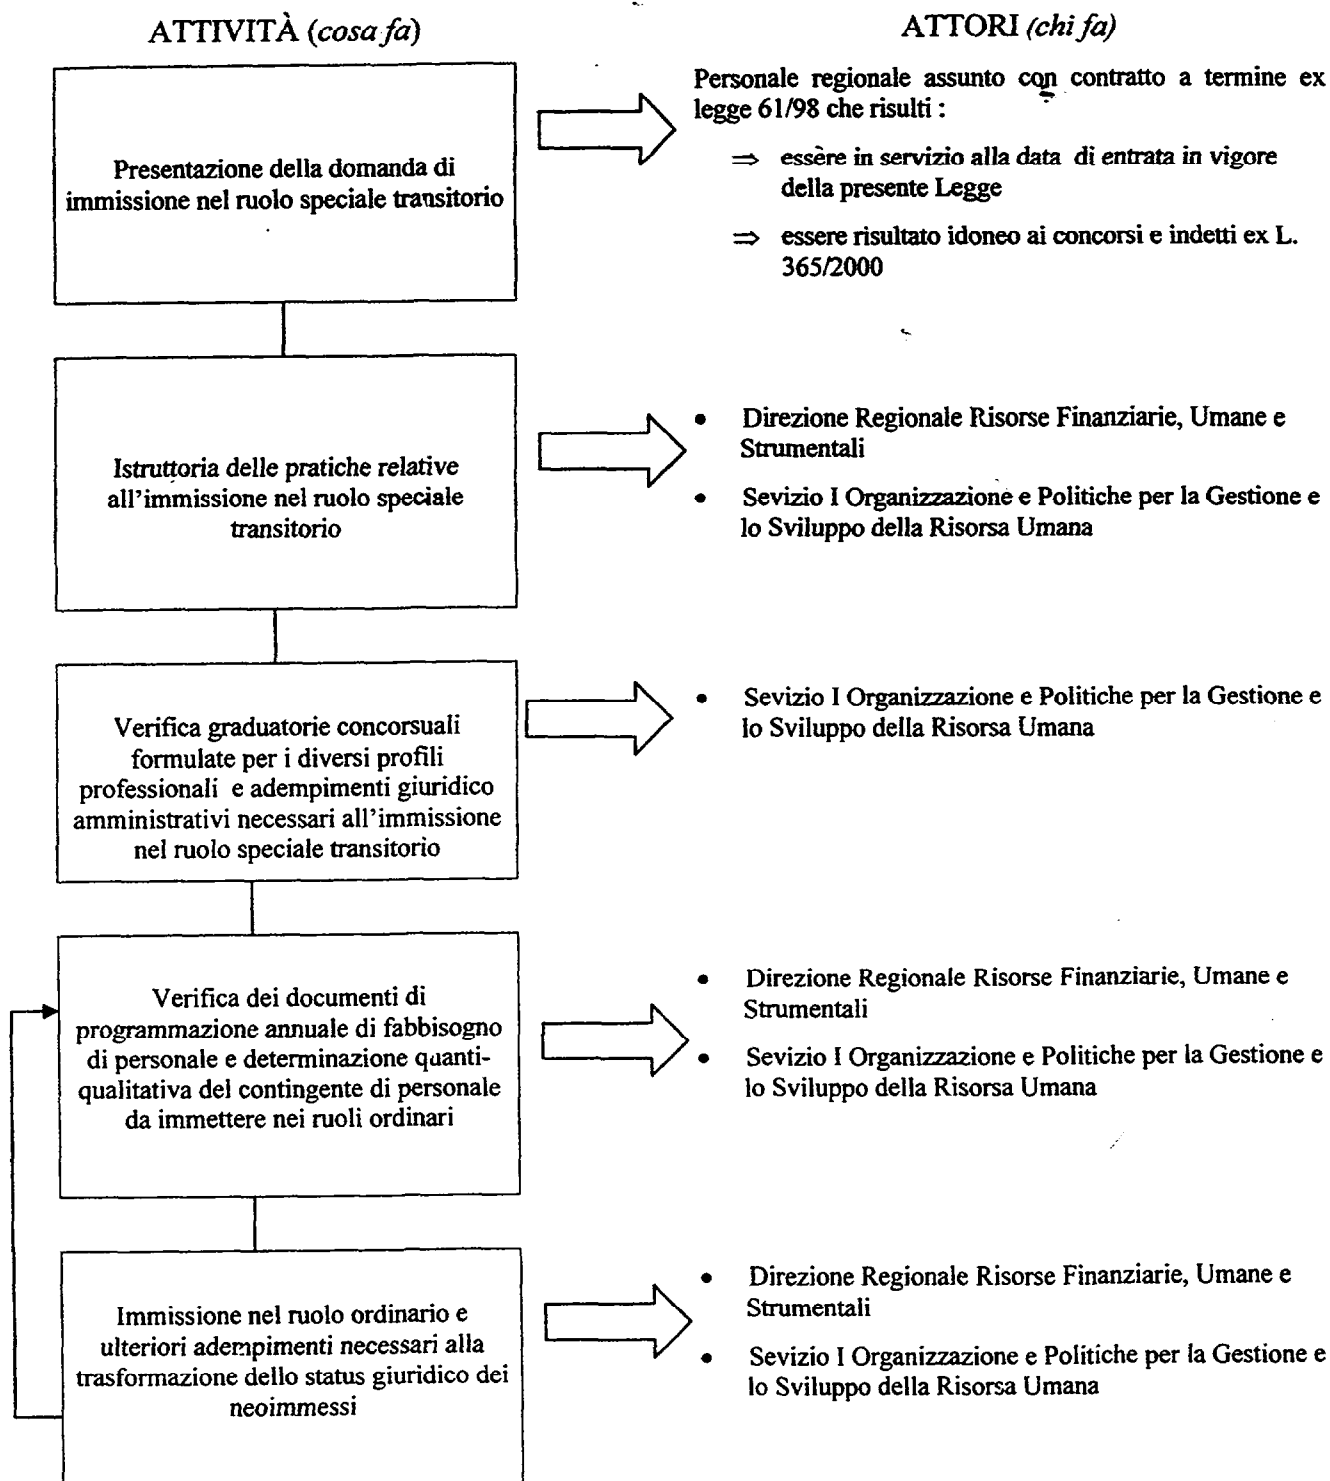 ATTIVITÀ (cosa fa)
ATTORI (chi fa)
Presentazione della domanda di
immissione nel ruolo speciale transitorio
Personale regionale assunto con contratto a termine ex
legge 61/98 che risulti :
⇒ essere in servizio alla data di entrata in vigore
della presente Legge
⇒ essere risultato idoneo ai concorsi e indetti ex L.
365/2000
Istruttoria delle pratiche relative
all'immissione nel ruolo speciale
transitorio
• Direzione Regionale Risorse Finanziarie, Umane e
Strumentali
• Sevizio I Organizzazione e Politiche per la Gestione e
lo Sviluppo della Risorsa Umana
Verifica graduatorie concorsuali
formulate per i diversi profili
professionali e adempimenti giuridico
amministrativi necessari all'immissione
nel ruolo speciale transitorio
• Sevizio I Organizzazione e Politiche per la Gestione e
lo Sviluppo della Risorsa Umana
Verifica dei documenti di
programmazione annuale di fabbisogno
di personale e determinazione quanti-
qualitativa del contingente di personale
da immettere nei ruoli ordinari
• Direzione Regionale Risorse Finanziarie, Umane e
Strumentali
• Sevizio I Organizzazione e Politiche per la Gestione e
lo Sviluppo della Risorsa Umana
Immissione nel ruolo ordinario e
ulteriori adempimenti necessari alla
trasformazione dello status giuridico dei
neoimmessi
• Direzione Regionale Risorse Finanziarie, Umane e
Strumentali
• Sevizio I Organizzazione e Politiche per la Gestione e
lo Sviluppo della Risorsa Umana